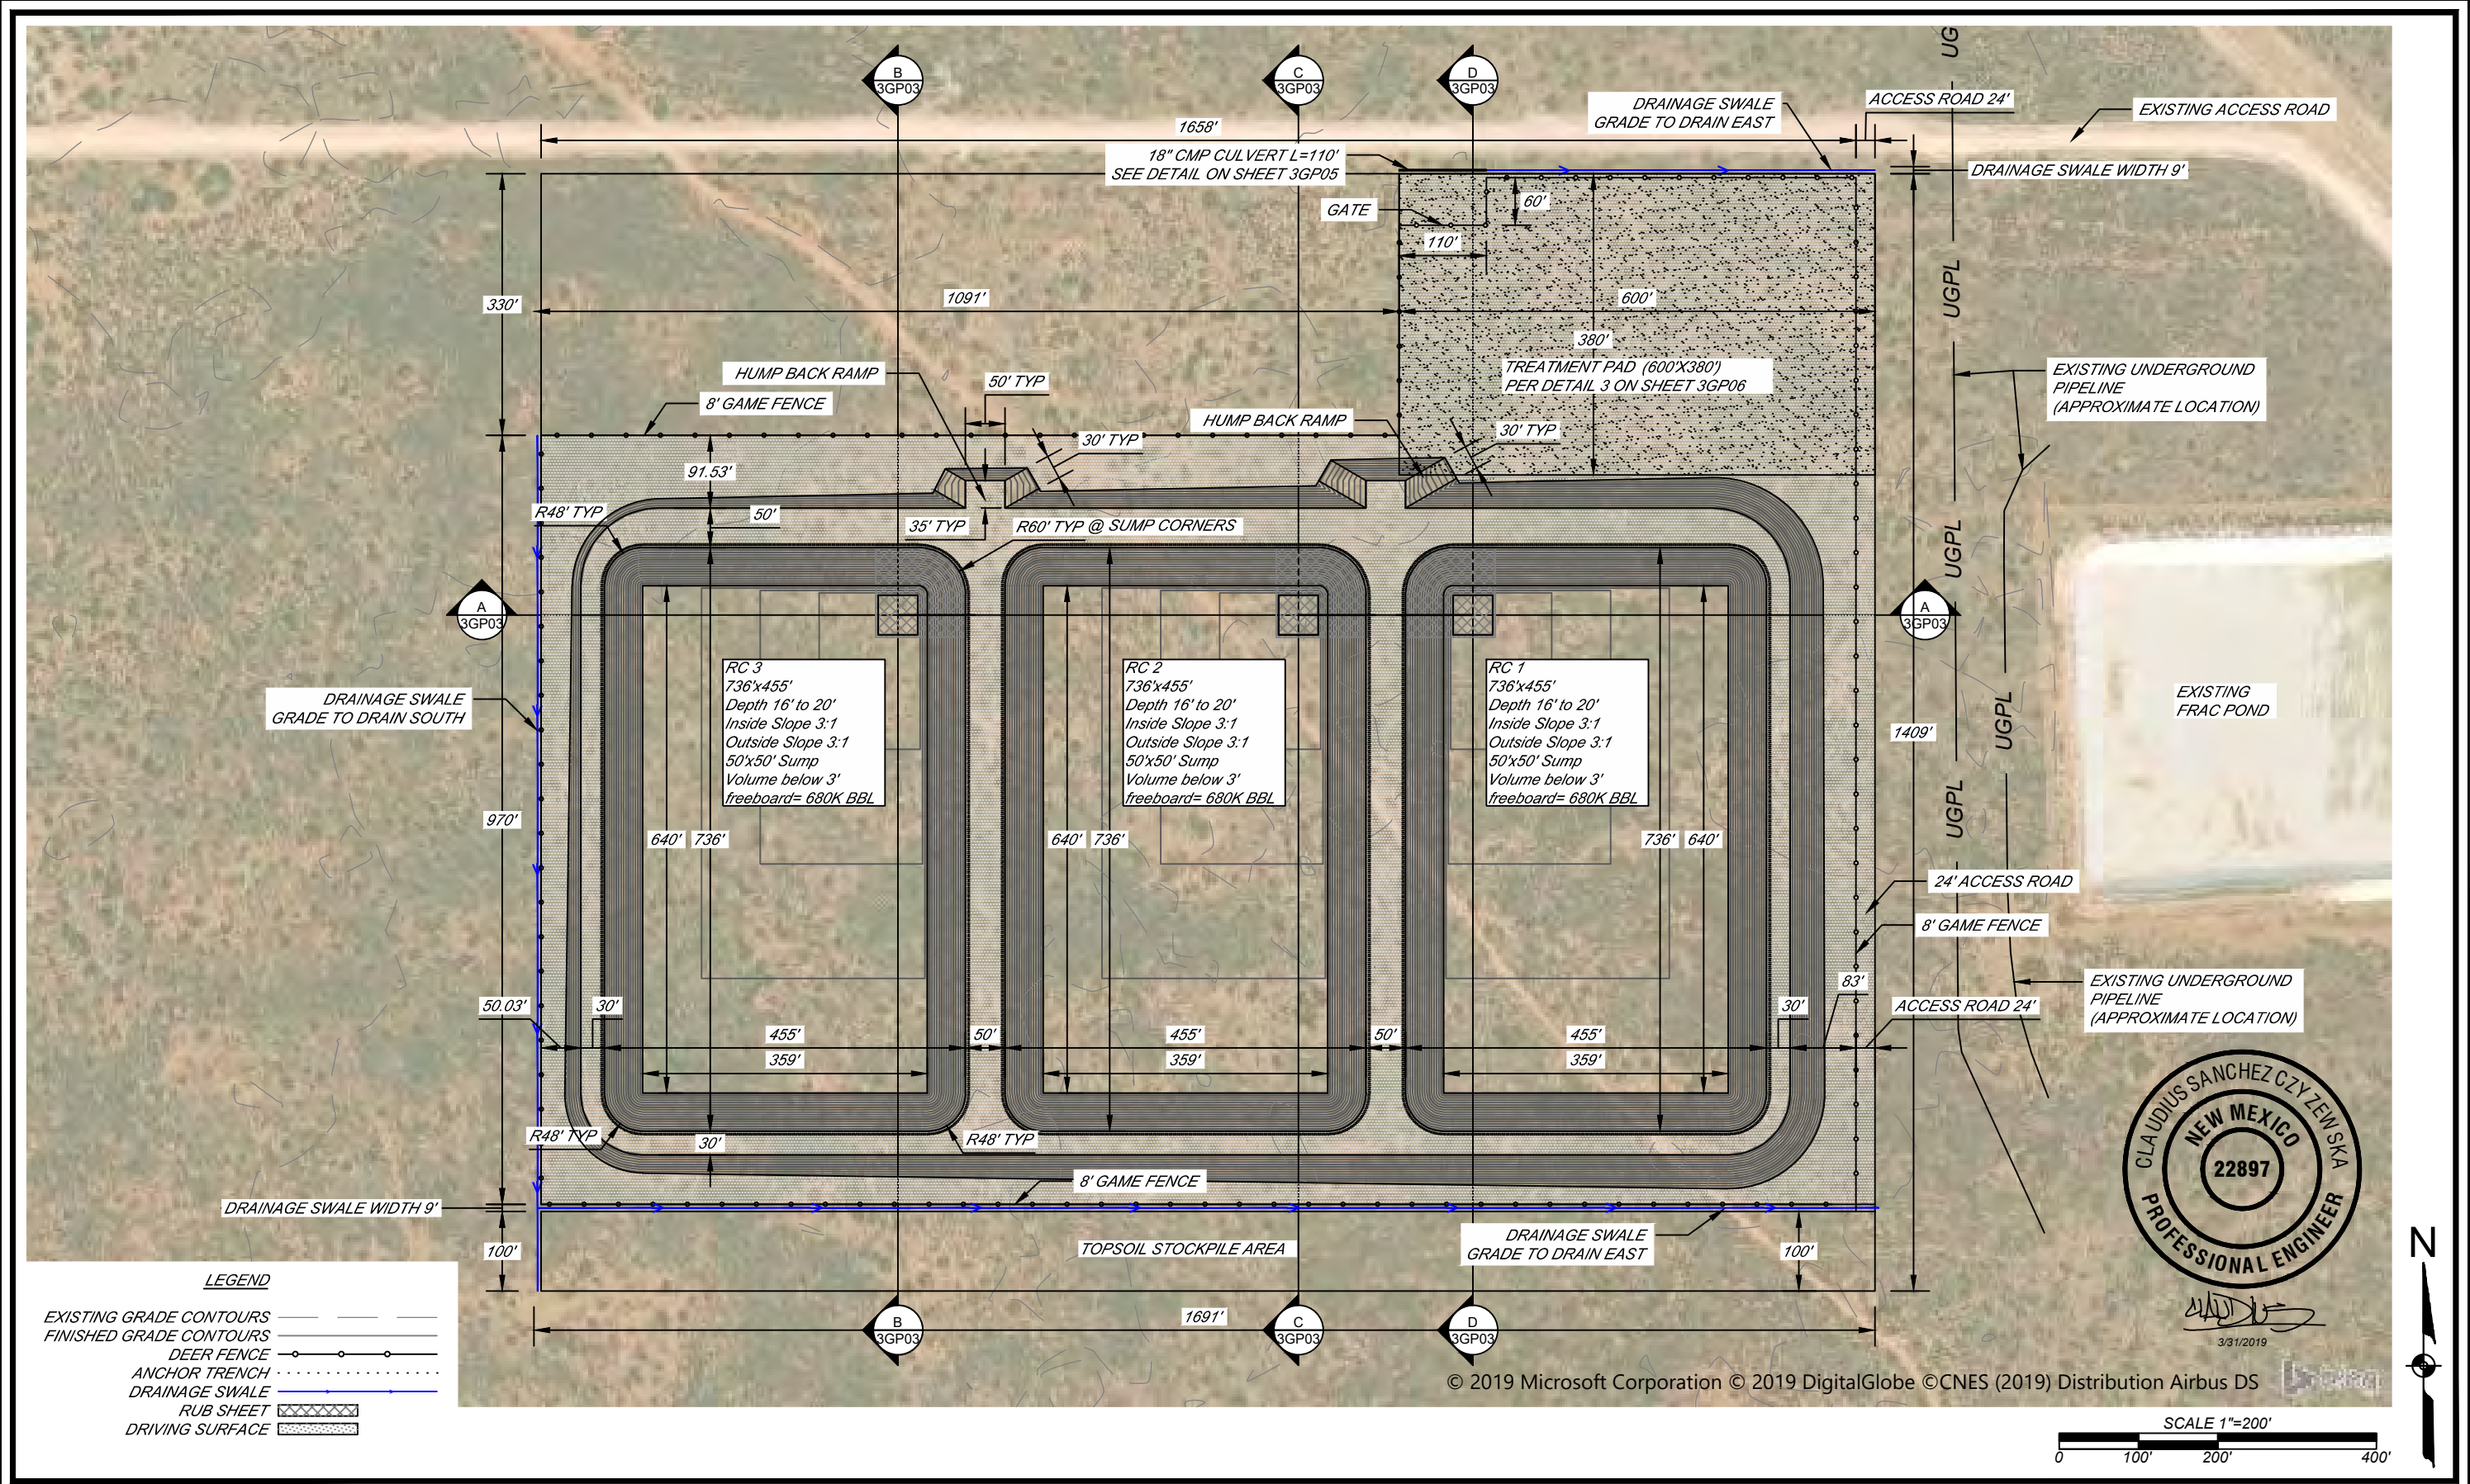 UG
B
3GP03
C
3GP03
D
3GP03
DRAINAGE SWALE
GRADE TO DRAIN EAST
ACCESS ROAD 24'
EXISTING ACCESS ROAD
1658'
18" CMP CULVERT L=110'
SEE DETAIL ON SHEET 3GP05
DRAINAGE SWALE WIDTH 9'
GATE
60'
110'
330'
1091'
600'
UGPL
380'
TREATMENT PAD (600'X380')
PER DETAIL 3 ON SHEET 3GP06
HUMP BACK RAMP
50' TYP
8' GAME FENCE
HUMP BACK RAMP
30' TYP
30' TYP
EXISTING UNDERGROUND
PIPELINE
(APPROXIMATE LOCATION)
91.53'
R48' TYP
50'
35' TYP
R60' TYP @ SUMP CORNERS
UGPL
A
3GP03
A
3GP03
RC 3
736'x455'
Depth 16' to 20'
Inside Slope 3:1
Outside Slope 3:1
50'x50' Sump
Volume below 3'
freeboard= 680K BBL
RC 2
736'x455'
Depth 16' to 20'
Inside Slope 3:1
Outside Slope 3:1
50'x50' Sump
Volume below 3'
freeboard= 680K BBL
RC 1
736'x455'
Depth 16' to 20'
Inside Slope 3:1
Outside Slope 3:1
50'x50' Sump
Volume below 3'
freeboard= 680K BBL
DRAINAGE SWALE
GRADE TO DRAIN SOUTH
EXISTING
FRAC POND
UGPL
1409'
UGPL
970'
640'
736'
640'
736'
736'
640'
24' ACCESS ROAD
8' GAME FENCE
83'
EXISTING UNDERGROUND
PIPELINE
(APPROXIMATE LOCATION)
50.03'
30'
30'
ACCESS ROAD 24'
455'
50'
455'
50'
455'
359'
359'
359'
R48' TYP
30'
R48' TYP
8' GAME FENCE
DRAINAGE SWALE WIDTH 9'
100'
TOPSOIL STOCKPILE AREA
DRAINAGE SWALE
GRADE TO DRAIN EAST
100'
CLAUDIUS SANCHEZ CZYZEWSKA
NEW MEXICO
22897
PROFESSIONAL ENGINEER
3/31/2019
N
1691'
B
3GP03
C
3GP03
D
3GP03
LEGEND
EXISTING GRADE CONTOURS
FINISHED GRADE CONTOURS
DEER FENCE
ANCHOR TRENCH
DRAINAGE SWALE
RUB SHEET
DRIVING SURFACE
© 2019 Microsoft Corporation © 2019 DigitalGlobe ©CNES (2019) Distribution Airbus DS
SCALE 1"=200'
0 100' 200' 400'